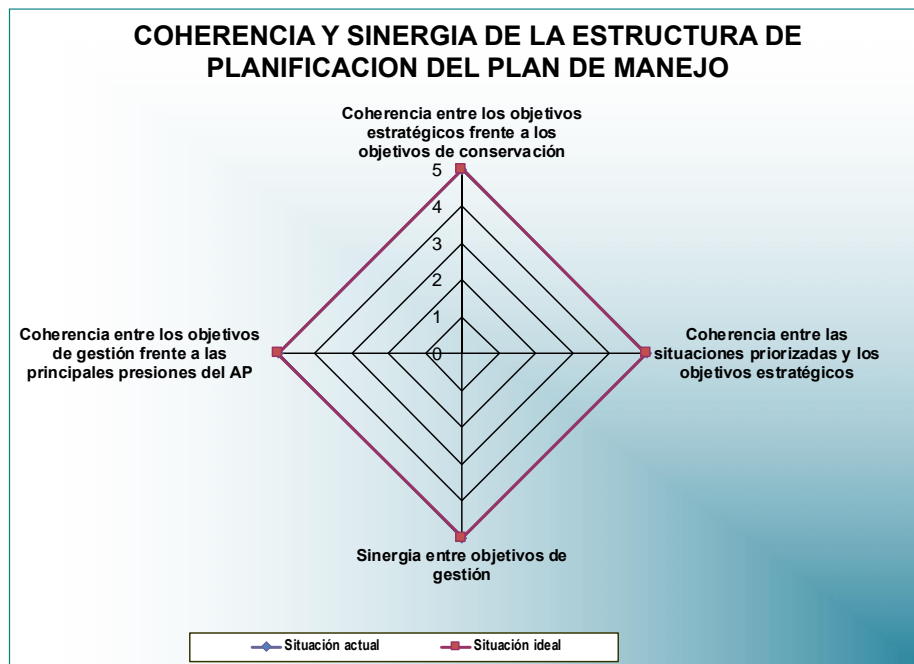 COHERENCIA Y SINERGIA DE LA ESTRUCTURA DE
PLANIFICACION DEL PLAN DE MANEJO
Coherencia entre los objetivos
estratégicos frente a los
objetivos de conservación
5
4
3
2
1
0
Coherencia entre los objetivos
de gestión frente a las
principales presiones del AP
Coherencia entre las
situaciones priorizadas y los
objetivos estratégicos
Sinergia entre objetivos de
gestión
Situación actual
Situación ideal